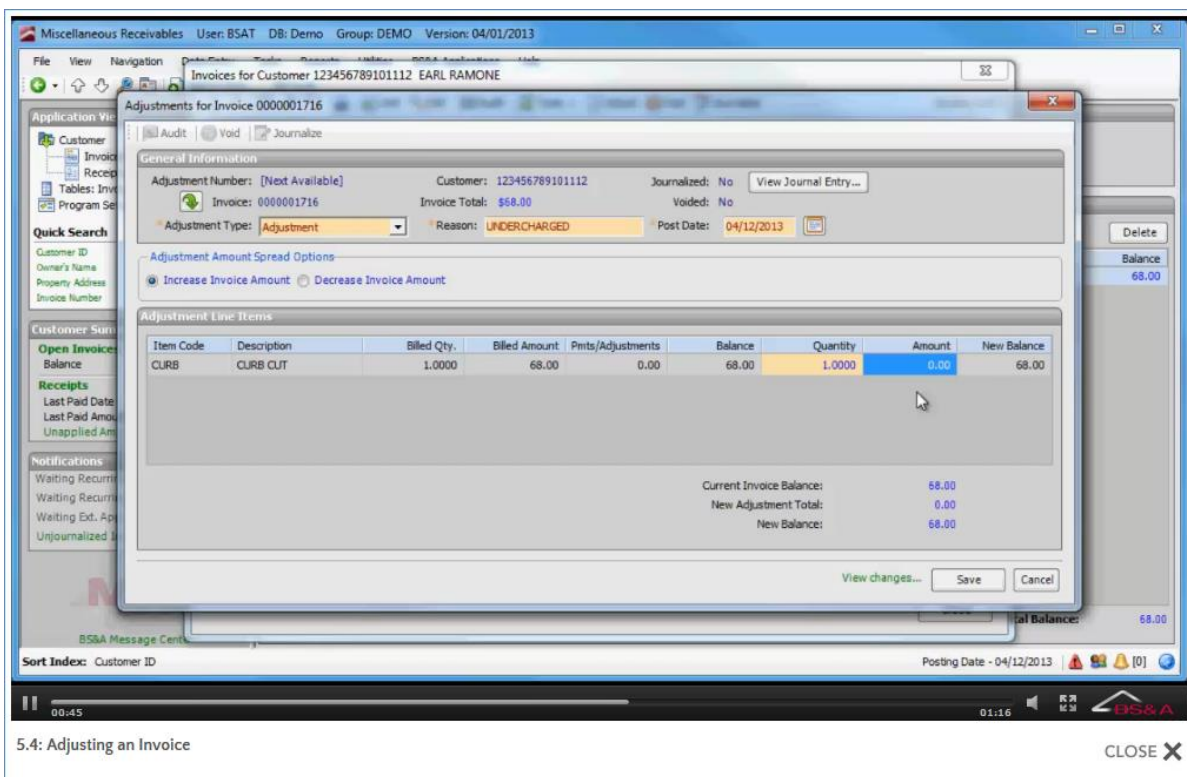 Miscellaneous Receivables User: BSAT DB: Demo Group: DEMO Version: 04/01/2013
File View Navigation
Invoices for Customer 123456789101112 EARL RAMONE
Adjustments for Invoice 0000001716
Audit Void Journalize
General Information
Adjustment Number: [Next Available] Customer: 123456789101112 Journalized: No View Journal Entry...
Invoice: 0000001716 Invoice Total: $68.00 Voided: No
*Adjustment Type: Adjustment *Reason: UNDERCHARGED *Post Date: 04/12/2013
Adjustment Amount Spread Options
Increase Invoice Amount Decrease Invoice Amount
Adjustment Line Items
Item Code Description Billed Qty. Billed Amount Pmts/Adjustments Balance Quantity Amount New Balance
CURB CURB CUT 1.0000 68.00 0.00 68.00 1.0000 0.00 68.00
Current Invoice Balance: 68.00
New Adjustment Total: 0.00
New Balance: 68.00
View changes... Save Cancel
Application Vie
Customer
Invoic
Recep
Tables: Inv
Program Se
Quick Search
Customer ID
Owner's Name
Property Address
Invoice Number
Customer Sum
Open Invoice
Balance
Receipts
Last Paid Date
Last Paid Amou
Unapplied Am
Notifications
Waiting Recurri
Waiting Recurri
Waiting Ext. Ap
Unjournalized I
BS&A Message Cente
Delete
Balance
68.00
tal Balance: 68.00
Sort Index: Customer ID Posting Date - 04/12/2013 [0]
00:45 01:16 BS&A
5.4: Adjusting an Invoice
CLOSE X